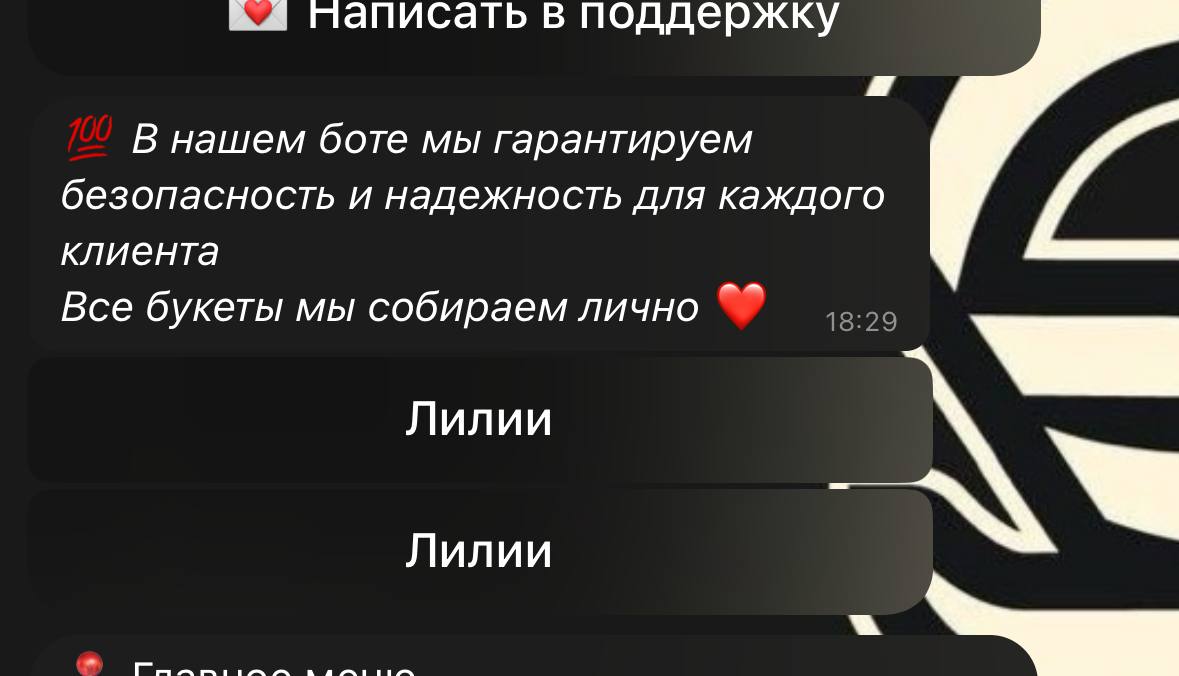 💌 Написать в поддержку
💯 В нашем боте мы гарантируем
безопасность и надежность для каждого
клиента
Все букеты мы собираем лично ❤️
18:29
Лилии
Лилии
📍 Главное меню